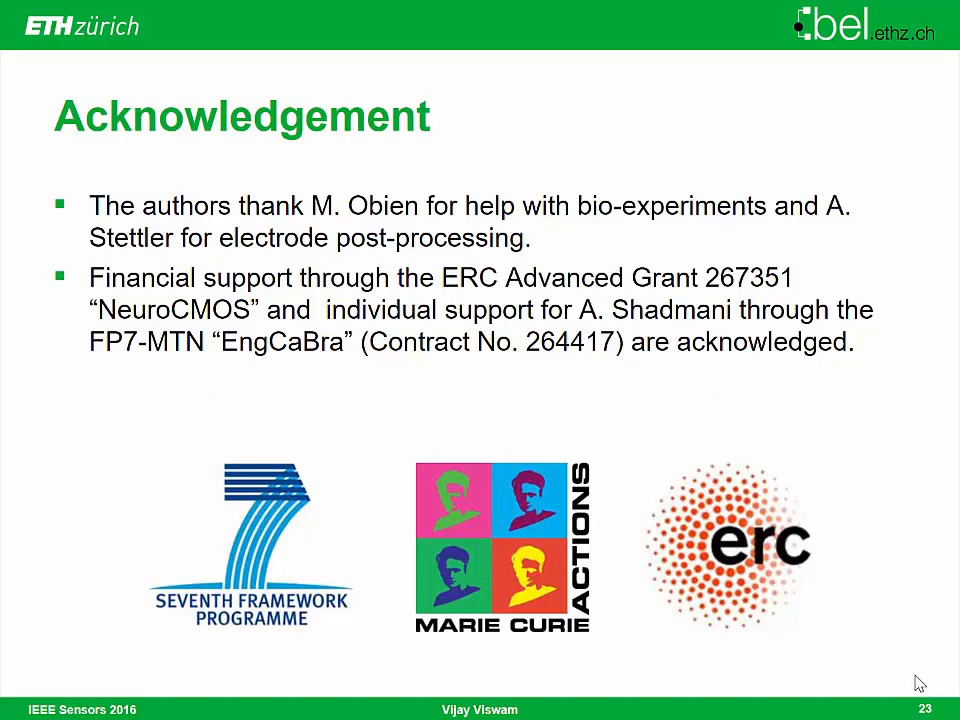 ETH zürich
bel.ethz.ch
Acknowledgement
The authors thank M. Obien for help with bio-experiments and A.
Stettler for electrode post-processing.
Financial support through the ERC Advanced Grant 267351
“NeuroCMOS” and individual support for A. Shadmani through the
FP7-MTN “EngCaBra” (Contract No. 264417) are acknowledged.
7
SEVENTH FRAMEWORK
PROGRAMME
ACTIONS
MARIE CURIE
erc
IEEE Sensors 2016
Vijay Viswam
23